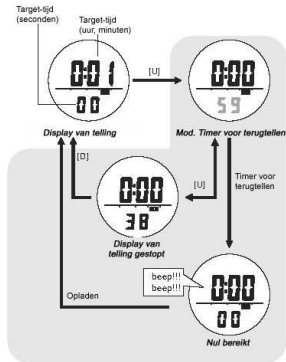 Target-tijd
(seconden)
Target-tijd
(uur, minuten)
0:01
00
[U]
0:00
59
Display van telling
Mod. Timer voor terugtellen
[D]
[U]
0:00
38
Timer voor
terugtellen
Display van
telling gestopt
beep!!!
beep!!!
0:00
00
Opladen
Nul bereikt